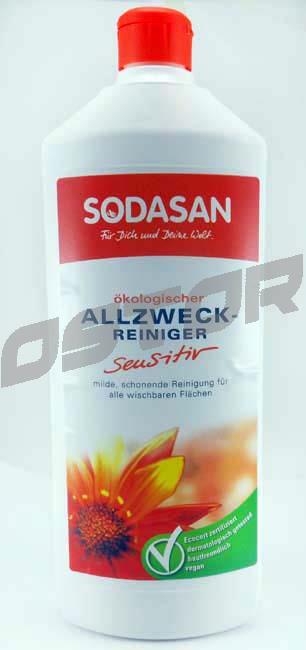 SODASAN
Für Dich und Deine Welt.
ökologischer
ALLZWECK-
REINIGER
Sensitiv
milde, schonende Reinigung für
alle wischbaren Flächen
OSTOR
Ecocert zertifiziert
dermatologisch getestet
hautfreundlich
vegan